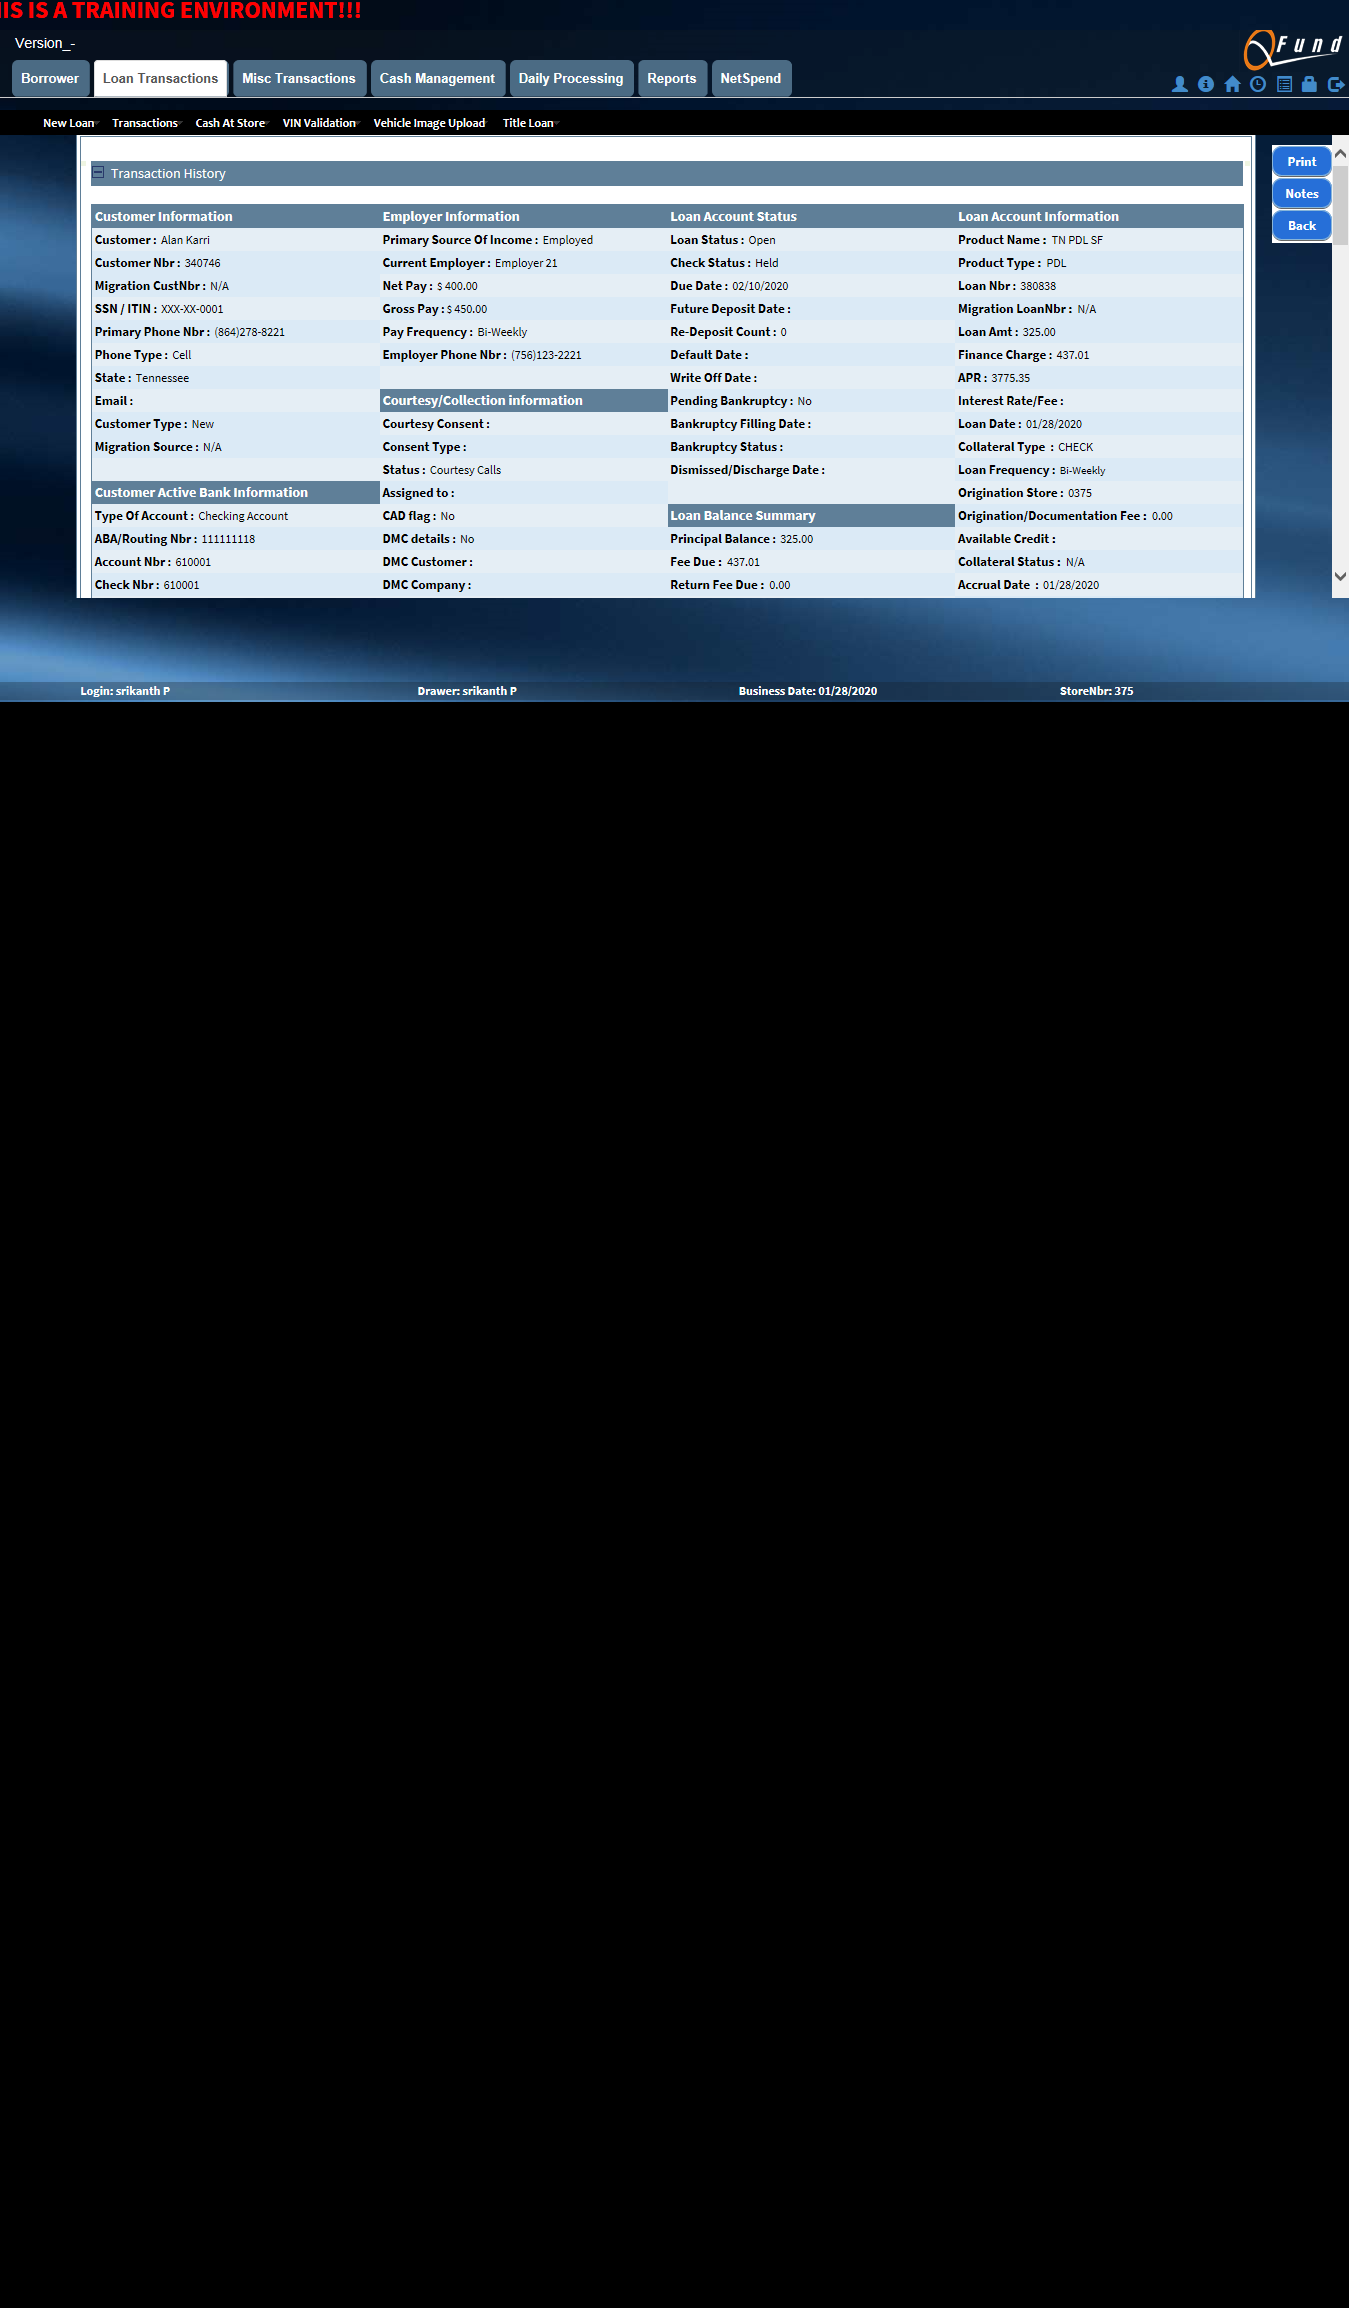 HIS IS A TRAINING ENVIRONMENT!!!
Version_-
Fund
Borrower Loan Transactions Misc Transactions Cash Management Daily Processing Reports NetSpend
New Loan Transactions Cash At Store VIN Validation Vehicle Image Upload Title Loan
Print
Notes
Back
Transaction History
Customer Information
Customer : Alan Karri
Customer Nbr : 340746
Migration CustNbr : N/A
SSN / ITIN : XXX-XX-0001
Primary Phone Nbr : (864)278-8221
Phone Type : Cell
State : Tennessee
Email :
Customer Type : New
Migration Source : N/A
Customer Active Bank Information
Type Of Account : Checking Account
ABA/Routing Nbr : 111111118
Account Nbr : 610001
Check Nbr : 610001
Employer Information
Primary Source Of Income : Employed
Current Employer : Employer 21
Net Pay : $ 400.00
Gross Pay : $ 450.00
Pay Frequency : Bi-Weekly
Employer Phone Nbr : (756)123-2221
Courtesy/Collection information
Courtesy Consent :
Consent Type :
Status : Courtesy Calls
Assigned to :
CAD flag : No
DMC details : No
DMC Customer :
DMC Company :
Loan Account Status
Loan Status : Open
Check Status : Held
Due Date : 02/10/2020
Future Deposit Date :
Re-Deposit Count : 0
Default Date :
Write Off Date :
Pending Bankruptcy : No
Bankruptcy Filling Date :
Bankruptcy Status :
Dismissed/Discharge Date :
Loan Balance Summary
Principal Balance : 325.00
Fee Due : 437.01
Return Fee Due : 0.00
Loan Account Information
Product Name : TN PDL SF
Product Type : PDL
Loan Nbr : 380838
Migration LoanNbr : N/A
Loan Amt : 325.00
Finance Charge : 437.01
APR : 3775.35
Interest Rate/Fee :
Loan Date : 01/28/2020
Collateral Type : CHECK
Loan Frequency : Bi-Weekly
Origination Store : 0375
Origination/Documentation Fee : 0.00
Available Credit :
Collateral Status : N/A
Accrual Date : 01/28/2020
Login: srikanth P Drawer: srikanth P Business Date: 01/28/2020 StoreNbr: 375